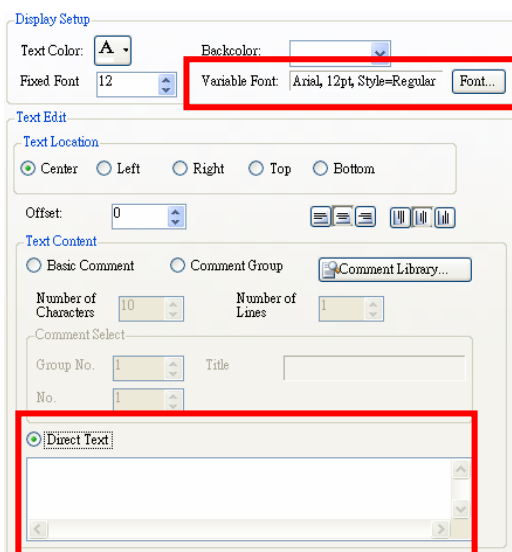 Display Setup
Text Color: A Backcolor:
Fixed Font 12 Variable Font: Arial, 12pt, Style=Regular Font...
Text Edit
Text Location
Center Left Right Top Bottom
Offset: 0
Text Content
Basic Comment Comment Group Comment Library...
Number of Characters 10 Number of Lines 1
Comment Select
Group No. 1 Title
No. 1
Direct Text